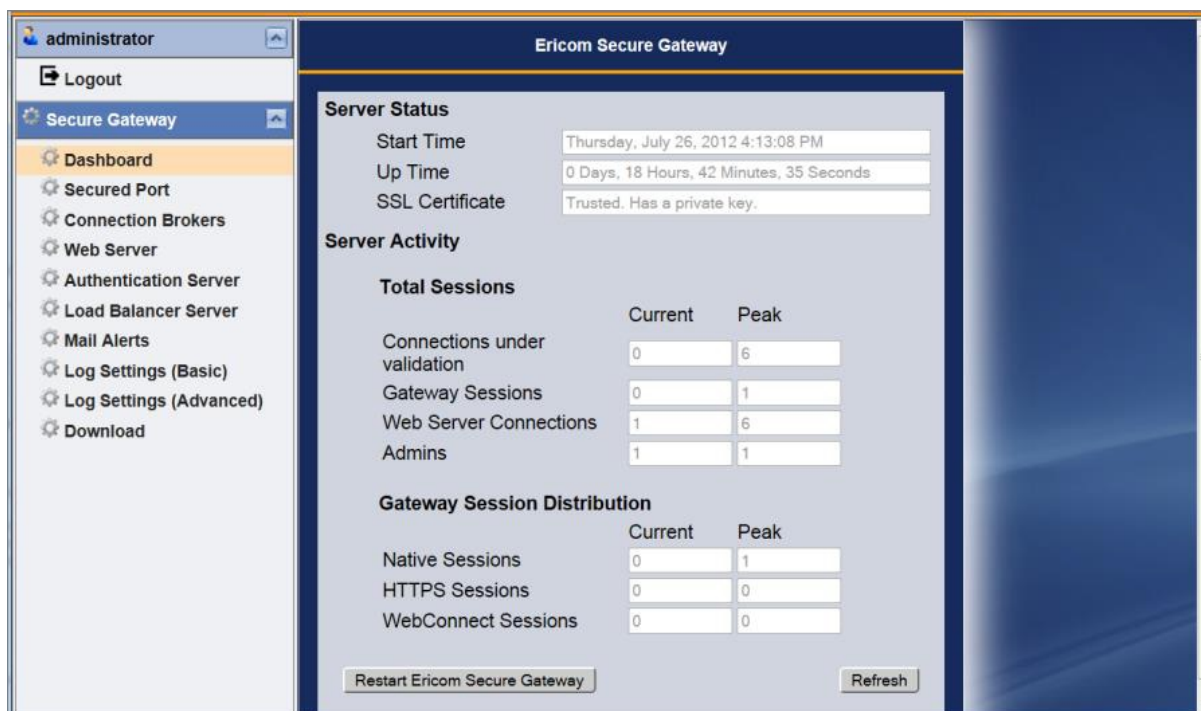 administrator
Logout
Secure Gateway
Dashboard
Secured Port
Connection Brokers
Web Server
Authentication Server
Load Balancer Server
Mail Alerts
Log Settings (Basic)
Log Settings (Advanced)
Download
Ericom Secure Gateway
Server Status
Start Time Thursday, July 26, 2012 4:13:08 PM
Up Time 0 Days, 18 Hours, 42 Minutes, 35 Seconds
SSL Certificate Trusted. Has a private key.
Server Activity
Total Sessions
Current Peak
Connections under
validation 0 6
Gateway Sessions 0 1
Web Server Connections 1 6
Admins 1 1
Gateway Session Distribution
Current Peak
Native Sessions 0 1
HTTPS Sessions 0 0
WebConnect Sessions 0 0
Restart Ericom Secure Gateway Refresh